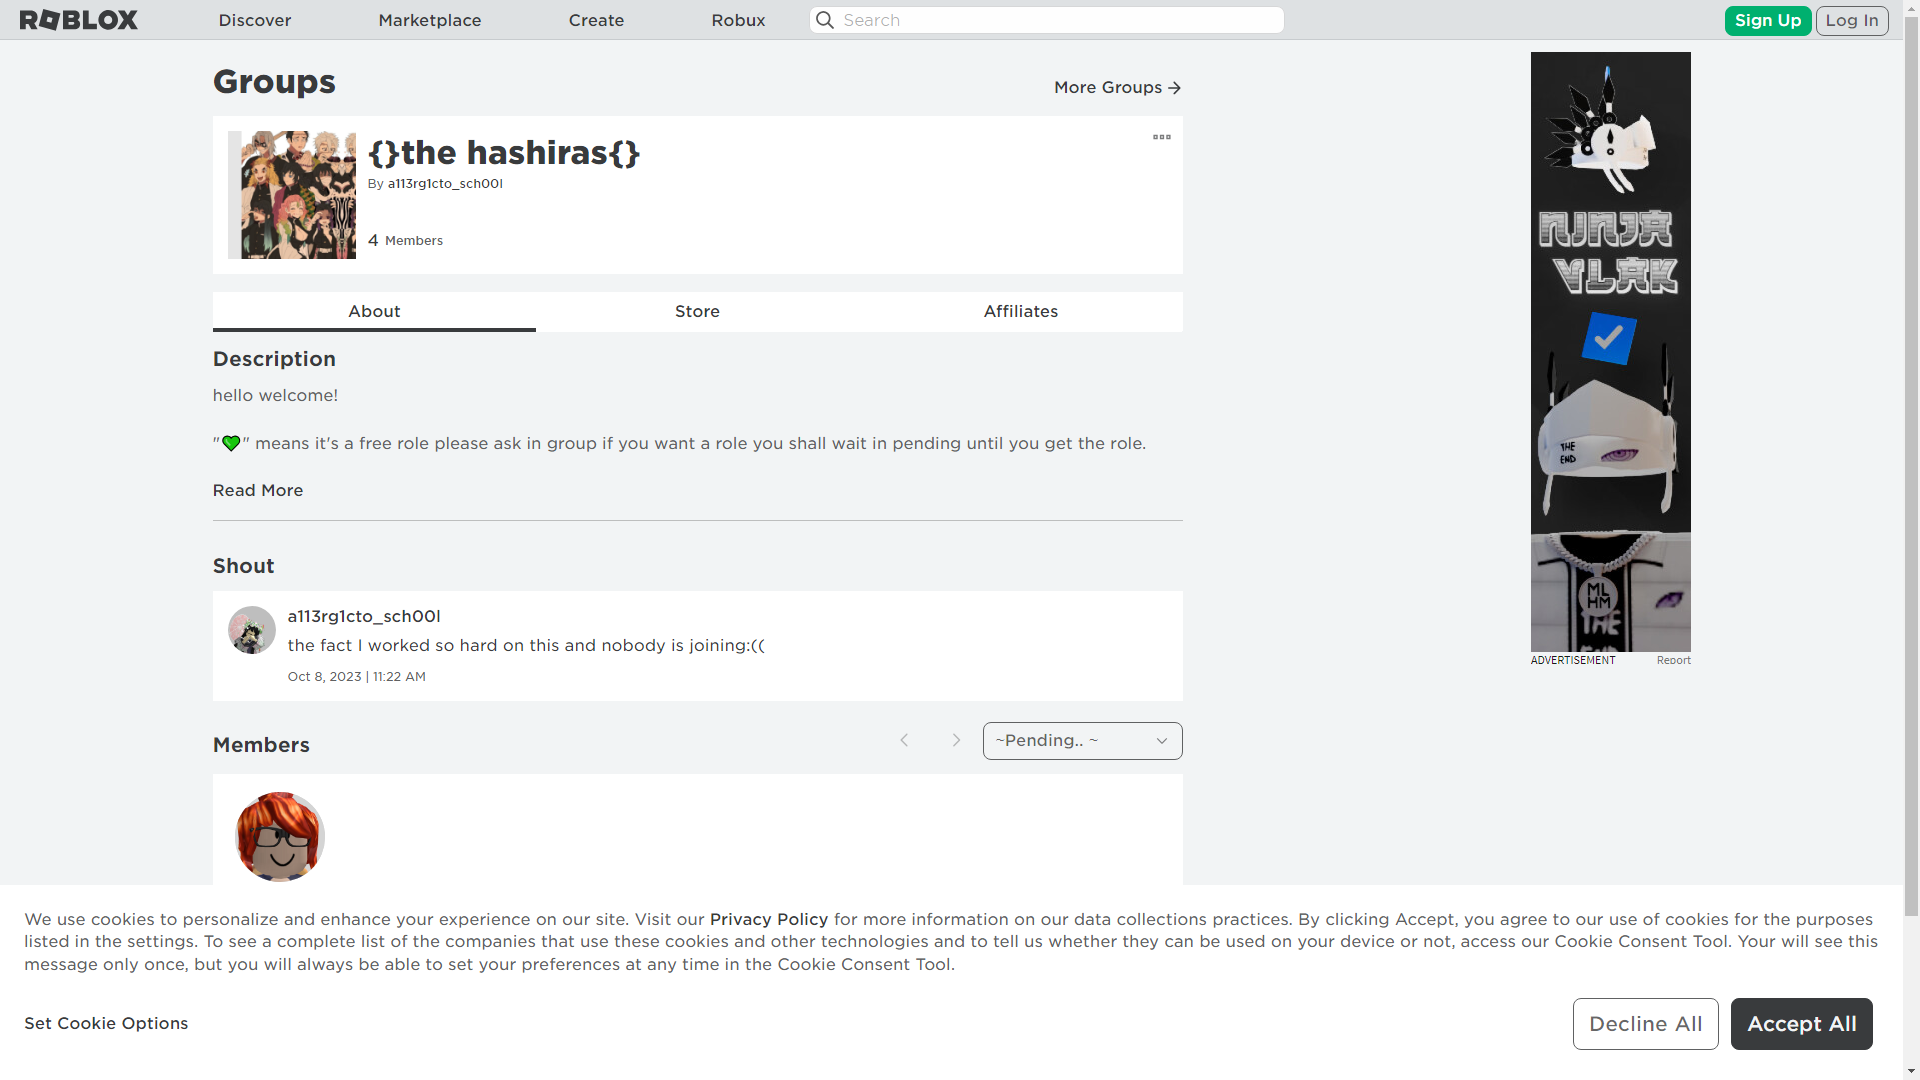 ROBLOX
Discover
Marketplace
Create
Robux
Search
Sign Up
Log In
Groups
More Groups
{}the hashiras{}
By a113rg1cto_sch00l
4 Members
About
Store
Affiliates
Description
hello welcome!
"💚" means it's a free role please ask in group if you want a role you shall wait in pending until you get the role.
Read More
Shout
a113rg1cto_sch00l
the fact I worked so hard on this and nobody is joining:((
Oct 8, 2023 | 11:22 AM
Members
~Pending.. ~
NINJA
VLAK
THE
END
ML
HM
THE
END
ADVERTISEMENT
Report
We use cookies to personalize and enhance your experience on our site. Visit our Privacy Policy for more information on our data collections practices. By clicking Accept, you agree to our use of cookies for the purposes
listed in the settings. To see a complete list of the companies that use these cookies and other technologies and to tell us whether they can be used on your device or not, access our Cookie Consent Tool. Your will see this
message only once, but you will always be able to set your preferences at any time in the Cookie Consent Tool.
Set Cookie Options
Decline All
Accept All